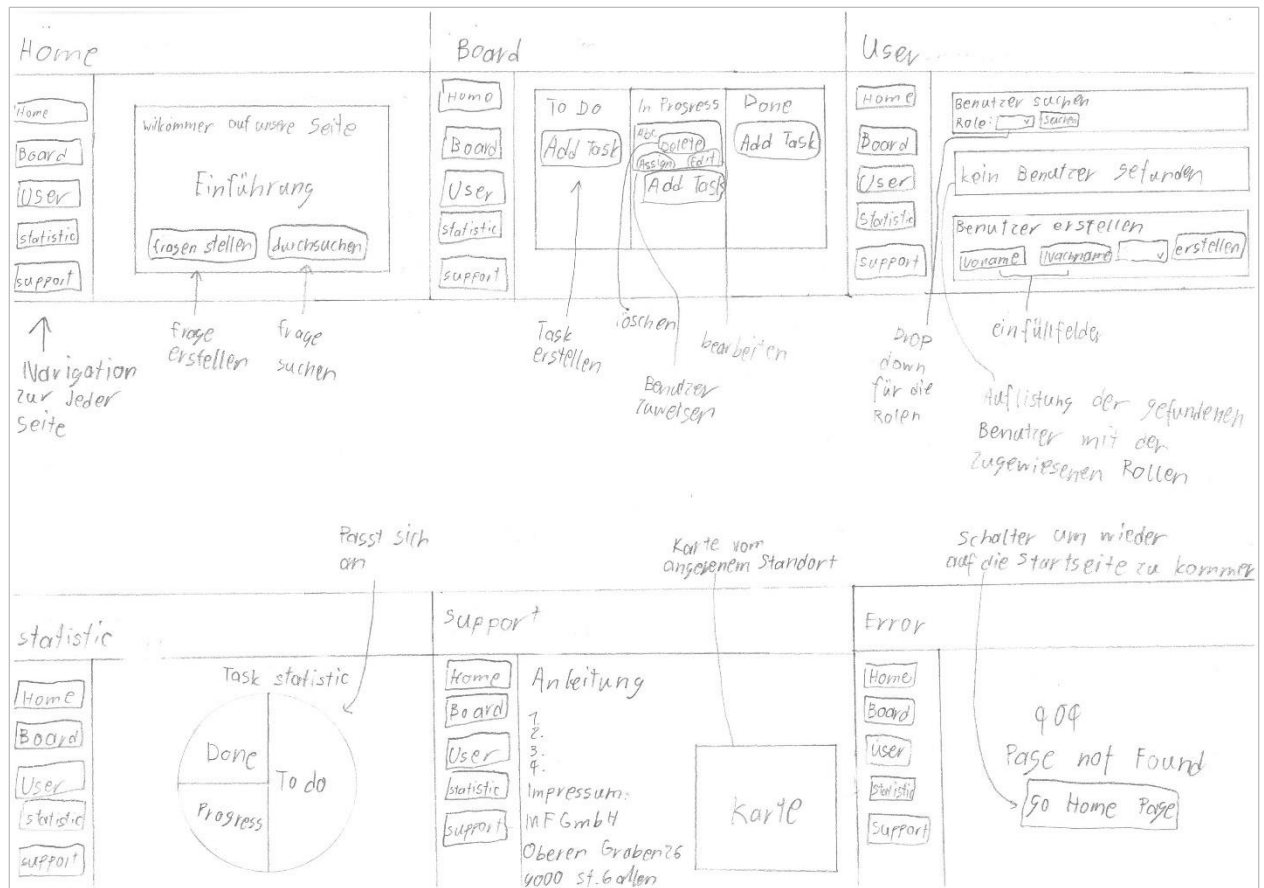 Home
Home
Board
User
statistic
support
wilkommer auf unsere Seite
Einführung
fragen stellen
durchsuchen
Navigation
zur Jeder
Seite
frage
erstellen
frage
suchen
Board
Home
Board
User
statistic
support
To Do
Add Task
In Progress
Abc
Delete
Assign
Edit
Add Task
Done
Add Task
Task
erstellen
löschen
Benutzer
zuweisen
bearbeiten
User
Home
Board
User
Statistic
support
Benutzer suchen
Role:
suchen
kein Benutzer gefunden
Benutzer erstellen
Voname
Nachname
erstellen
Drop
down
für die
Rolen
einfüllfelder
Auflistung der gefundenen
Benutzer mit der
zugewiesenen Rollen
statistic
Passt sich
an
Home
Board
User
statistic
support
Task statistic
Done
To do
Progress
Support
Karte vom
angegenem Standort
Home
Board
User
statistic
support
Anleitung
1.
2.
3.
4.
Impressum:
MF GmbH
Oberen Graben 26
9000 St.Gallen
Karte
Error
Schalter um wieder
auf die Startseite zu kommer
Home
Board
user
statistic
Support
404
Page not Found
Go Home Page